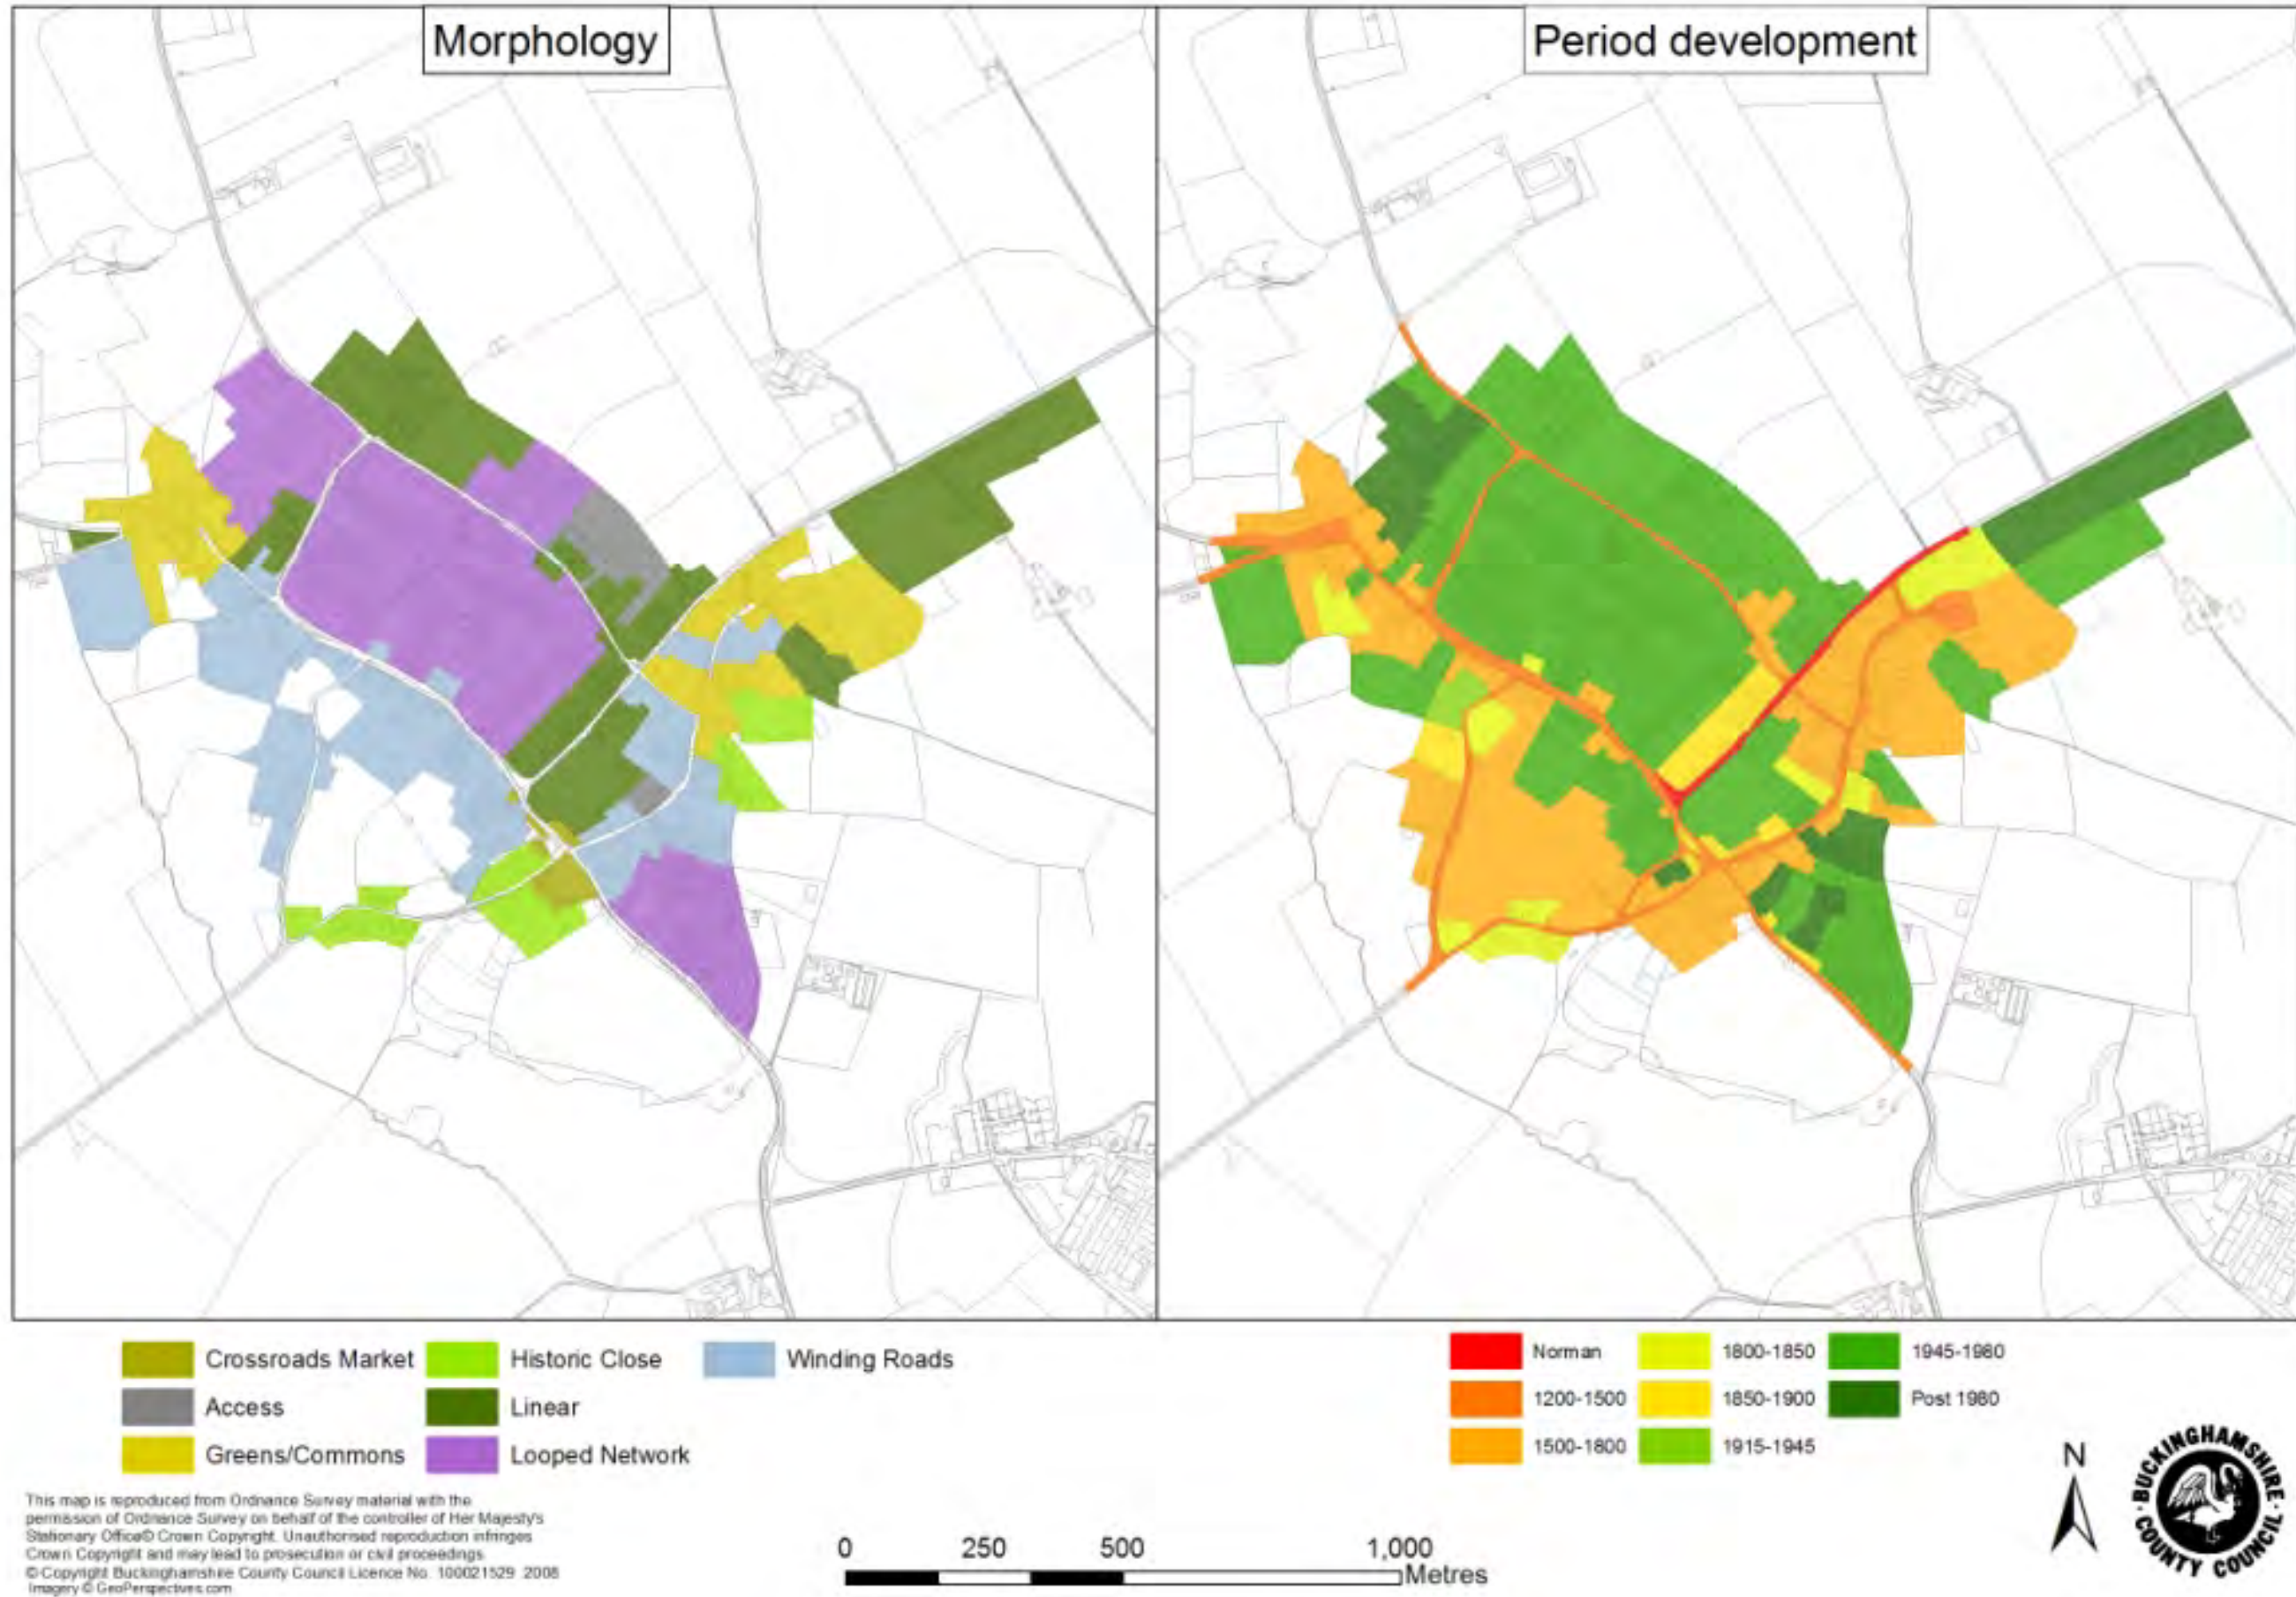 Morphology
Period development
Crossroads Market
Historic Close
Winding Roads
Access
Linear
Greens/Commons
Looped Network
Norman
1800-1850
1945-1980
1200-1500
1850-1900
Post 1980
1500-1800
1915-1945
This map is reproduced from Ordnance Survey material with the
permission of Ordnance Survey on behalf of the controller of Her Majesty's
Stationary Office© Crown Copyright. Unauthorised reproduction infringes
Crown Copyright and may lead to prosecution or civil proceedings.
© Copyright Buckinghamshire County Council Licence No. 100021529 2008
Imagery © GeoPerspectives.com
0 250 500 1,000
Metres
N
BUCKINGHAMSHIRE
COUNTY COUNCIL